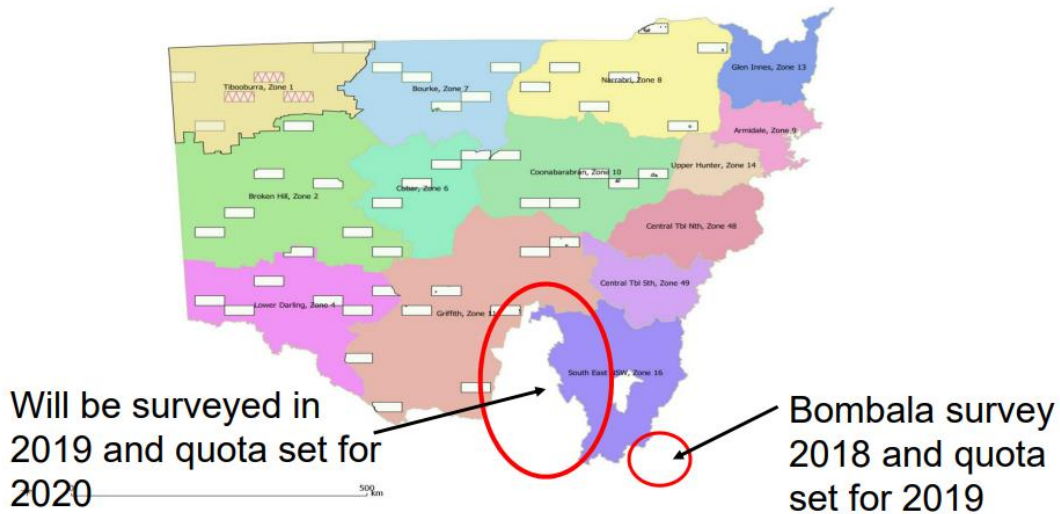 Glen Innes, Zone 13
Tibooburra, Zone 1
Bourke, Zone 7
Narrabri, Zone 8
Armidale, Zone 9
Upper Hunter, Zone 14
Coonabarabran, Zone 10
Cobar, Zone 6
Broken Hill, Zone 2
Central Tbl Nth, Zone 48
Central Tbl Sth, Zone 49
Lower Darling, Zone 4
Griffith, Zone 11
South East NSW, Zone 16
Will be surveyed in
2019 and quota set for
2020
500
km
Bombala survey
2018 and quota
set for 2019